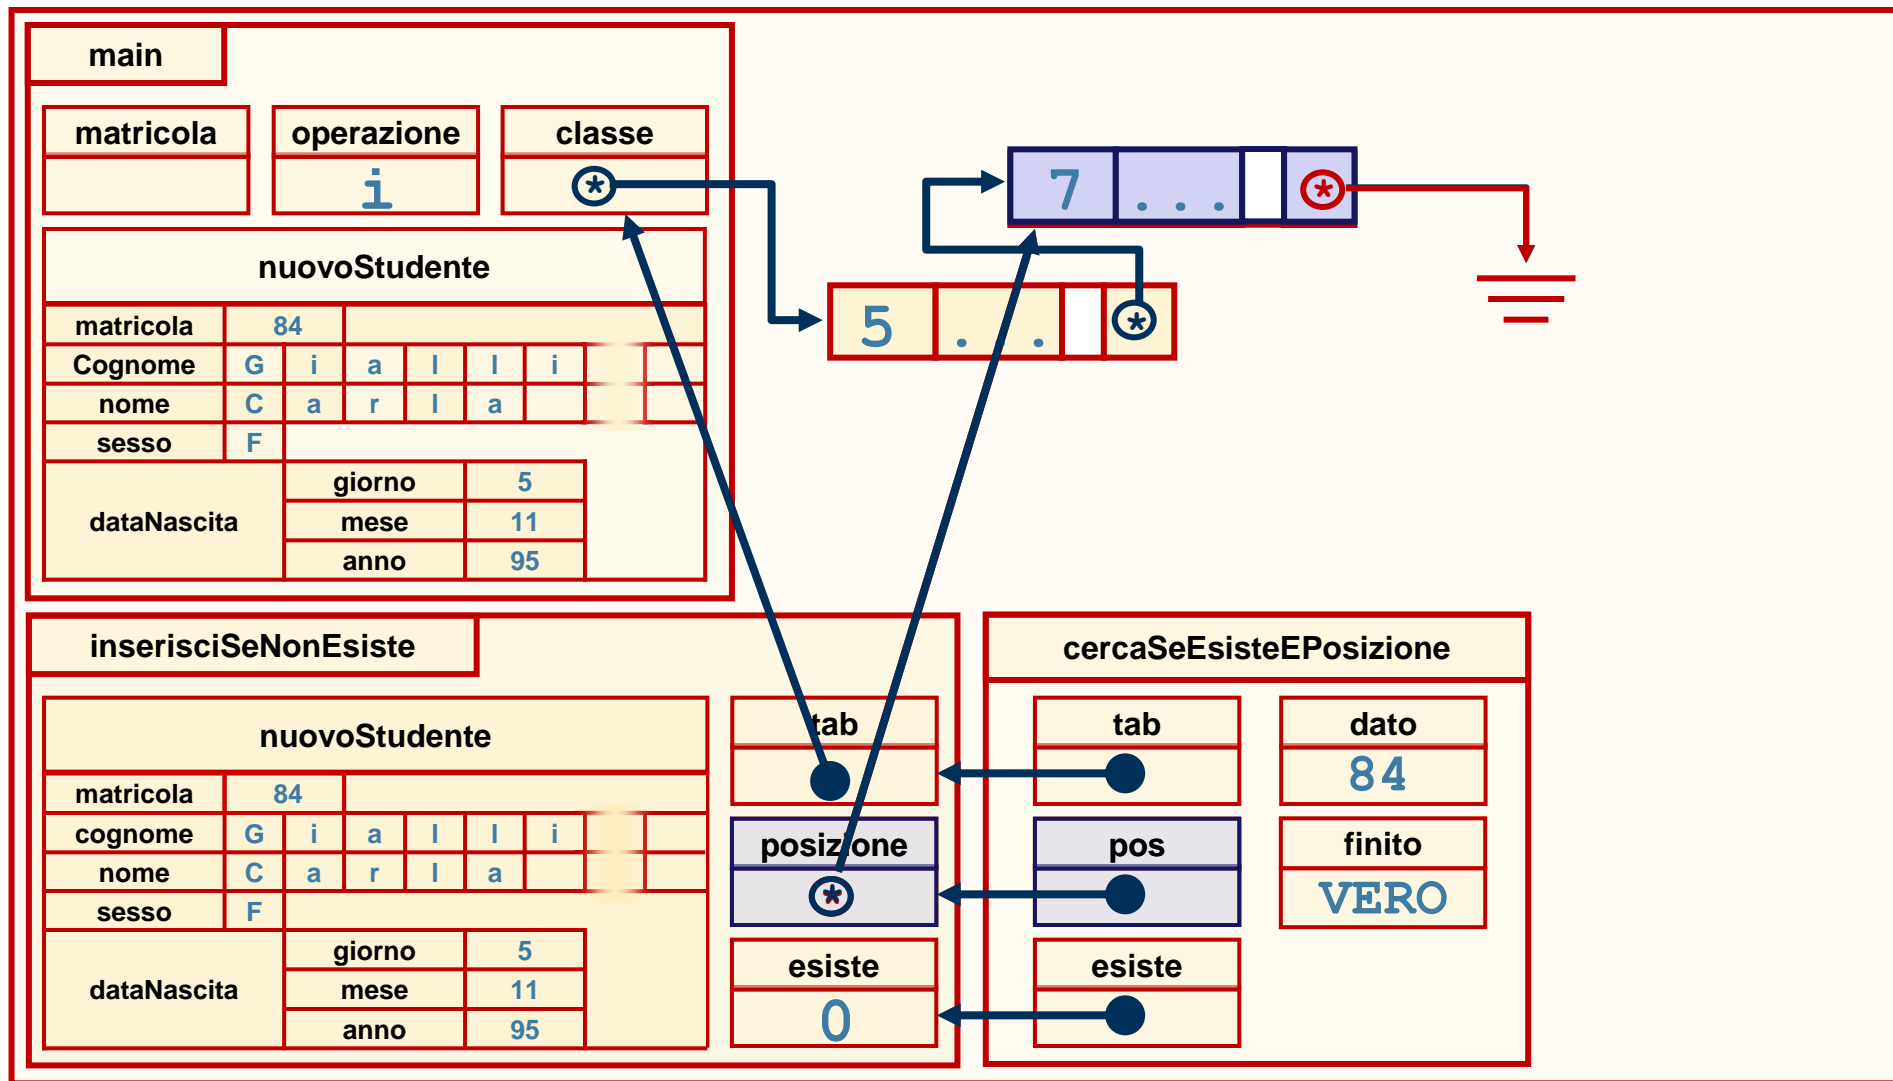 main
matricola operazione classe
i *
7 . . . *
nuovoStudente
5 . . . *
matricola 84
Cognome G i a l l i
nome C a r l a
sesso F
dataNascita
giorno 5
mese 11
anno 95
inserisciSeNonEsiste
nuovoStudente
matricola 84
cognome G i a l l i
nome C a r l a
sesso F
dataNascita
giorno 5
mese 11
anno 95
tab
posizione
*
esiste
0
cercaSeEsisteEPosizione
tab dato
84
pos finito
VERO
esiste